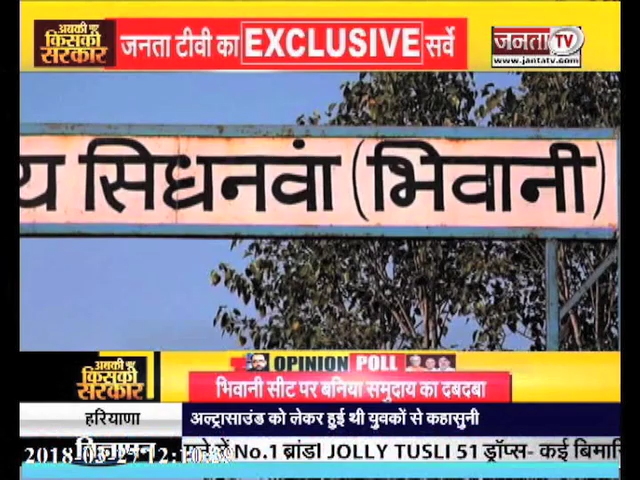 अबकी बार
किसकी
सरकार
जनता टीवी का EXCLUSIVE सर्वे
जनता TV
www.jantatv.com
य सिधनवां (भिवानी)
अबकी बार
किसकी
सरकार
OPINION POLL
भिवानी सीट पर बनिया समुदाय का दबदबा
हरियाणा
अल्ट्रासाउंड को लेकर हुई थी युवकों से कहासुनी
विज्ञापन
में No.1 ब्रांड! JOLLY TUSLI 51 ड्रॉप्स- कई बिमारि